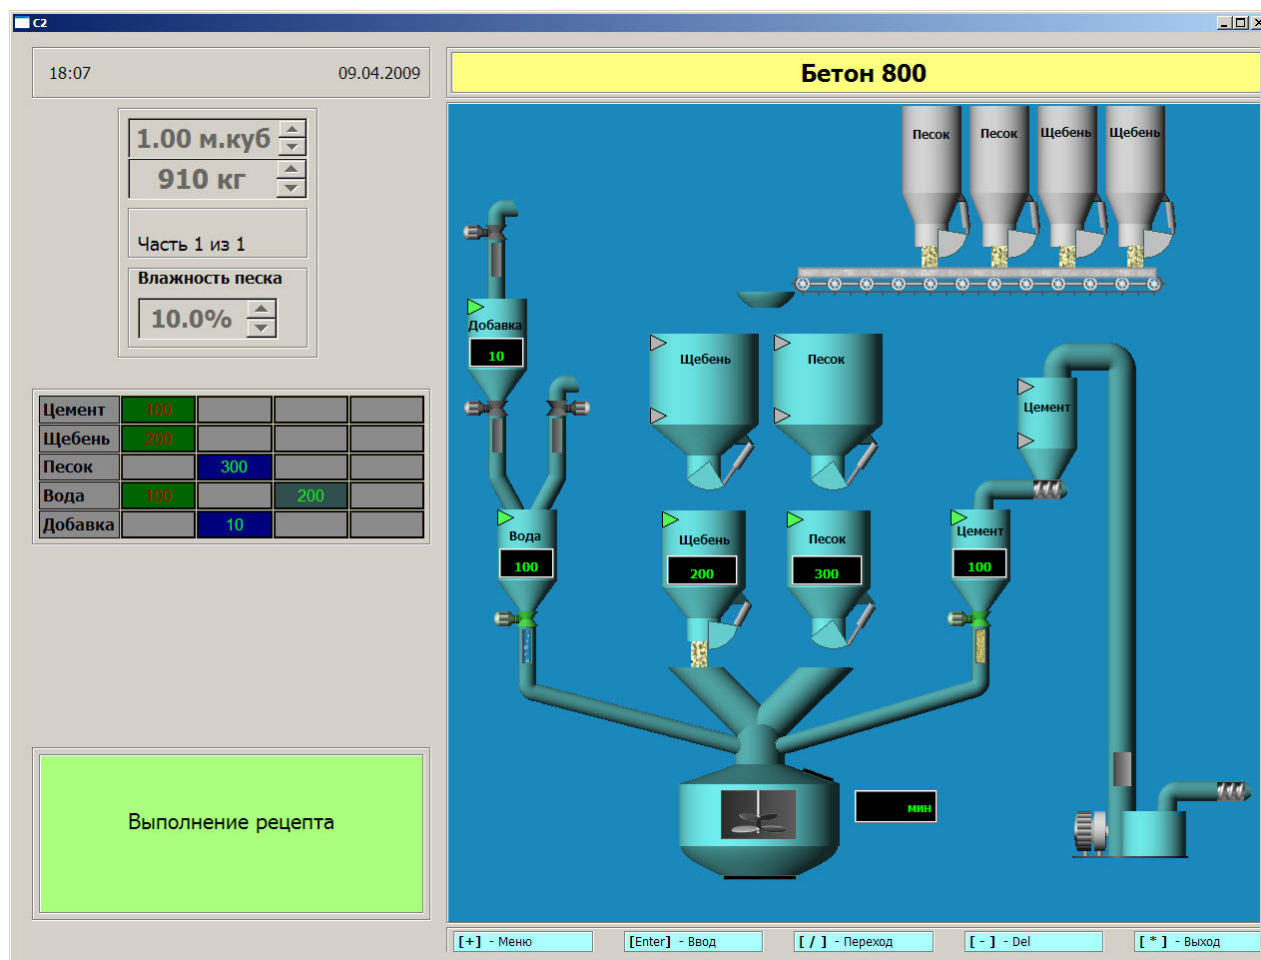 C2
18:07 09.04.2009
Бетон 800
1.00 м.куб
910 кг
Часть 1 из 1
Влажность песка
10.0%
Цемент 100
Щебень 200
Песок 300
Вода 100 200
Добавка 10
Выполнение рецепта
Песок Песок Щебень Щебень
Добавка
10
Щебень Песок
Цемент
Вода
100
Щебень
200
Песок
300
Цемент
100
мин
[+] - Меню [Enter] - Ввод [ / ] - Переход [ - ] - Del [ * ] - Выход